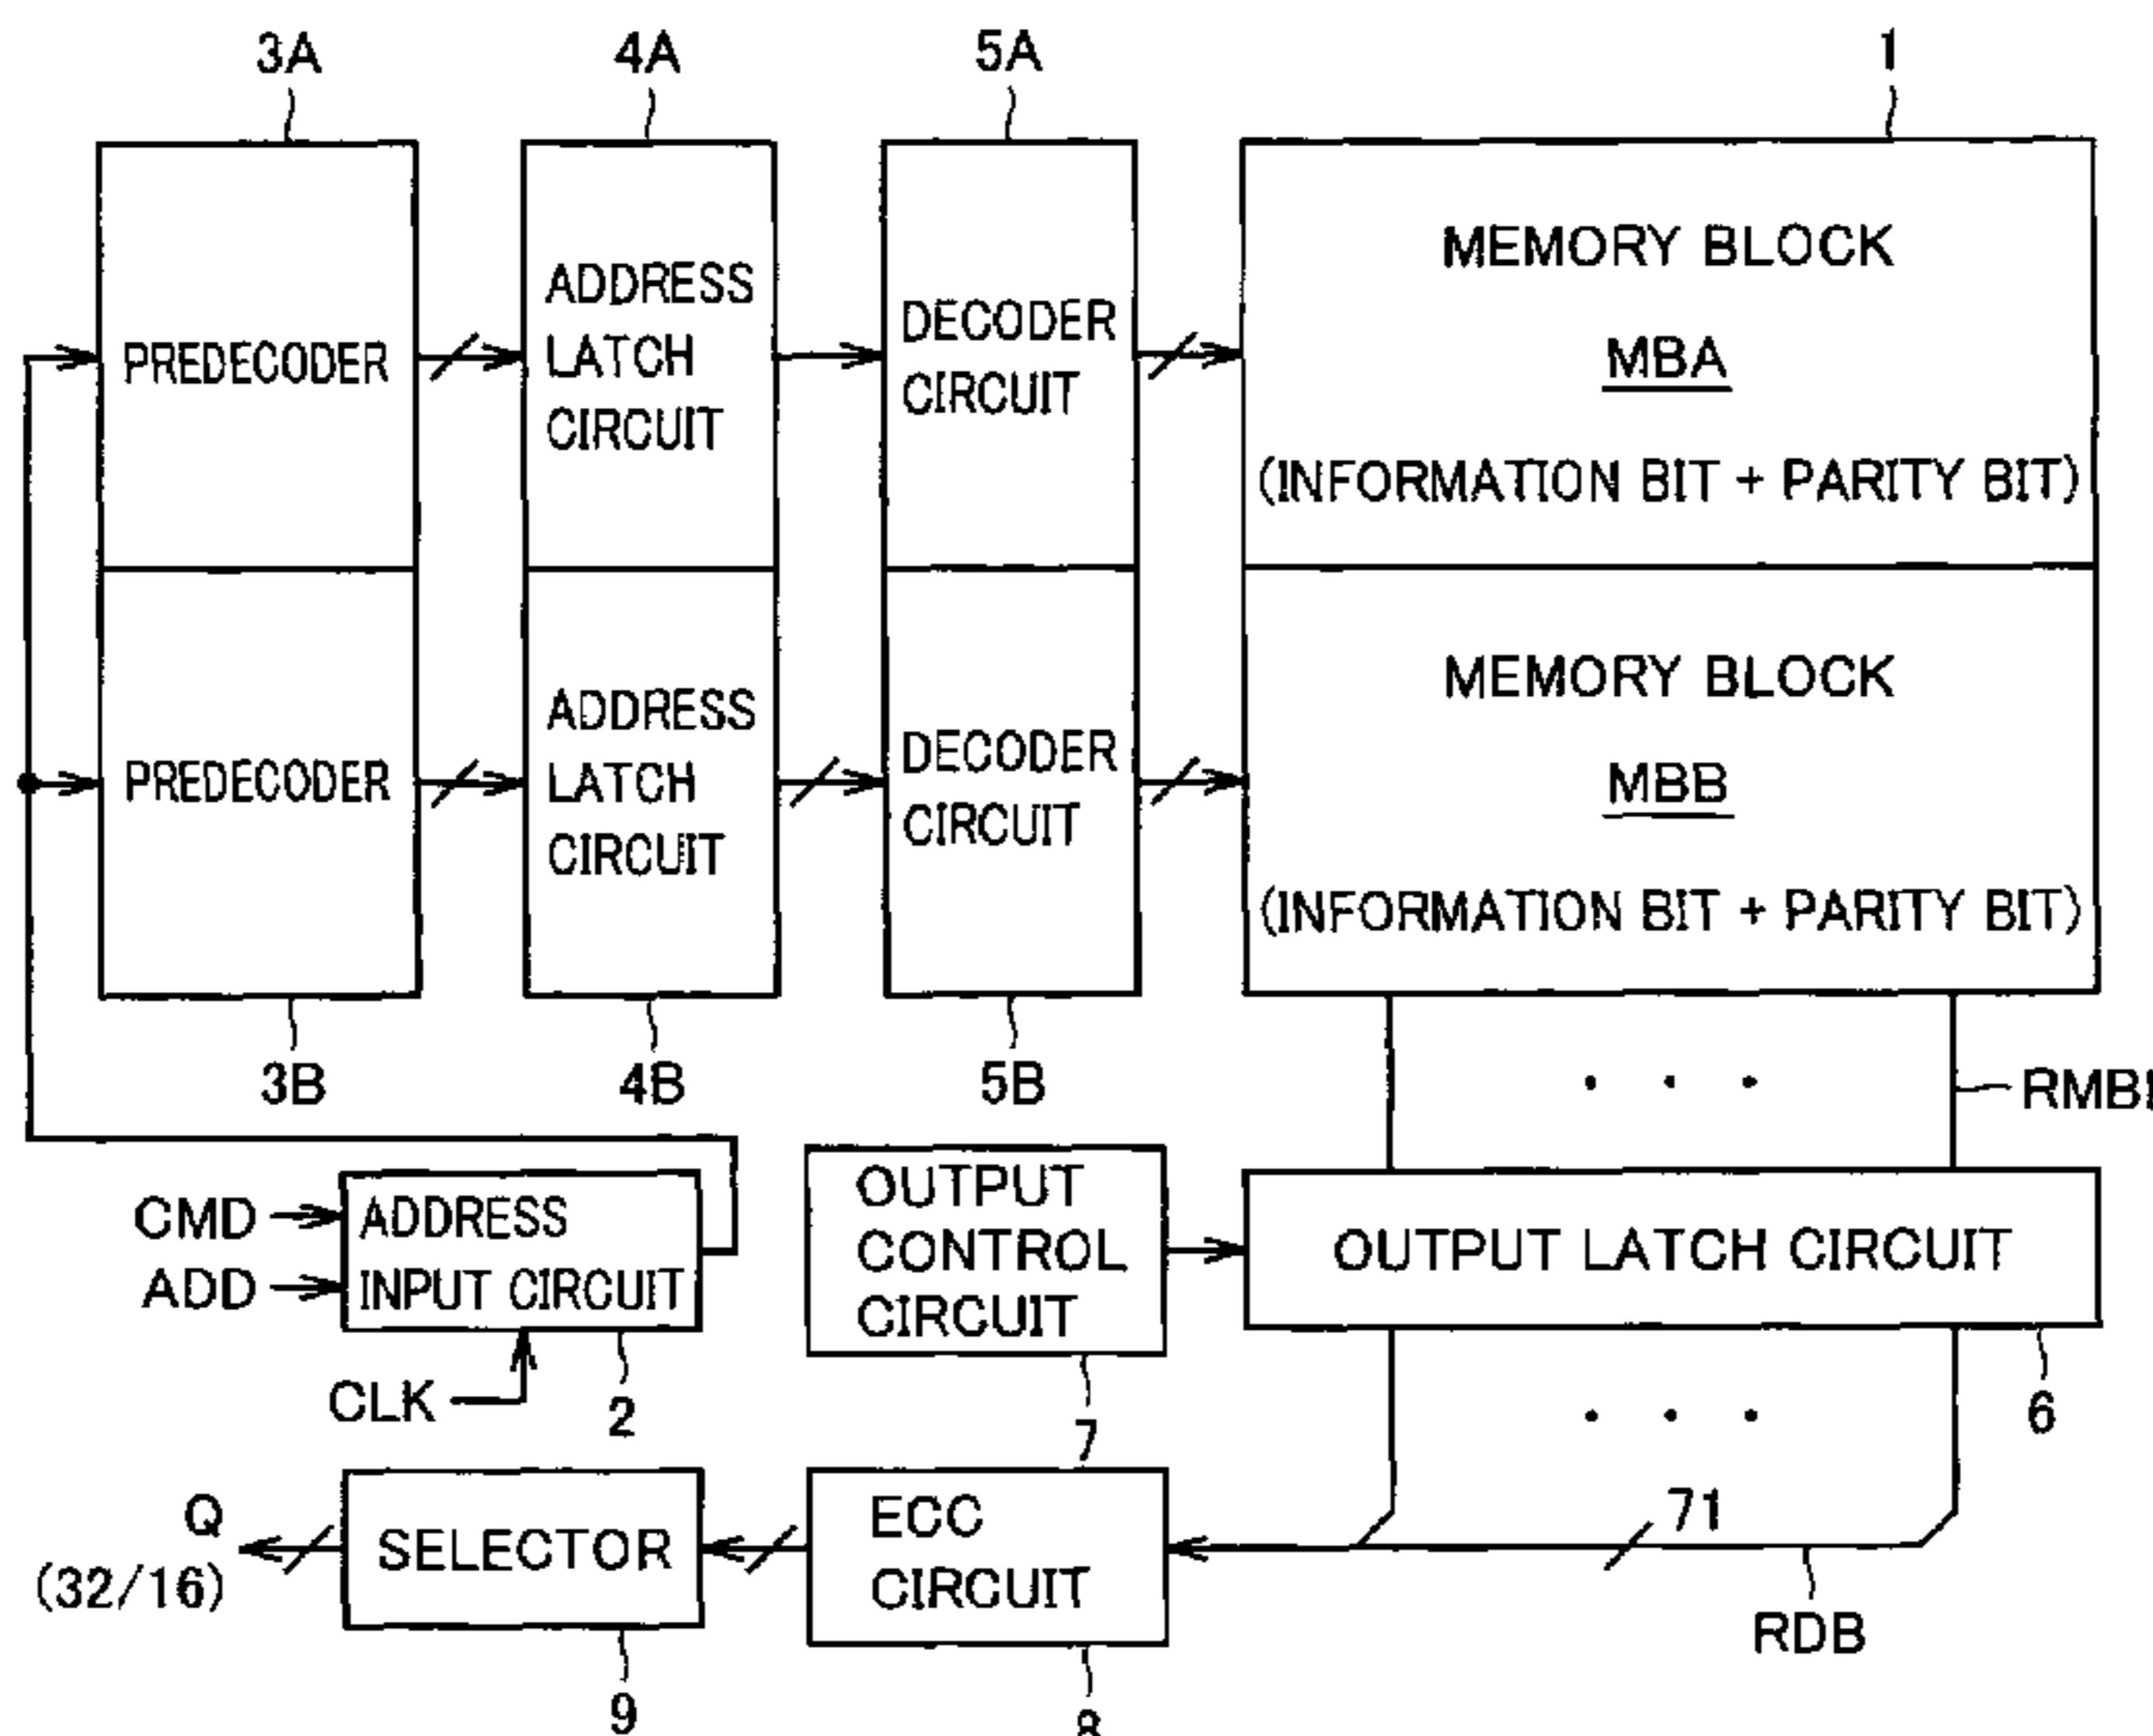 3A
4A
5A
1
PREDECODER
ADDRESS
LATCH
CIRCUIT
DECODER
CIRCUIT
MEMORY BLOCK
MBA
(INFORMATION BIT + PARITY BIT)
PREDECODER
ADDRESS
LATCH
CIRCUIT
DECODER
CIRCUIT
MEMORY BLOCK
MBB
(INFORMATION BIT + PARITY BIT)
3B
4B
5B
RMBI
CMD
ADD
ADDRESS
INPUT CIRCUIT
CLK
2
OUTPUT
CONTROL
CIRCUIT
7
OUTPUT LATCH CIRCUIT
6
Q
(32/16)
SELECTOR
9
ECC
CIRCUIT
8
71
RDB